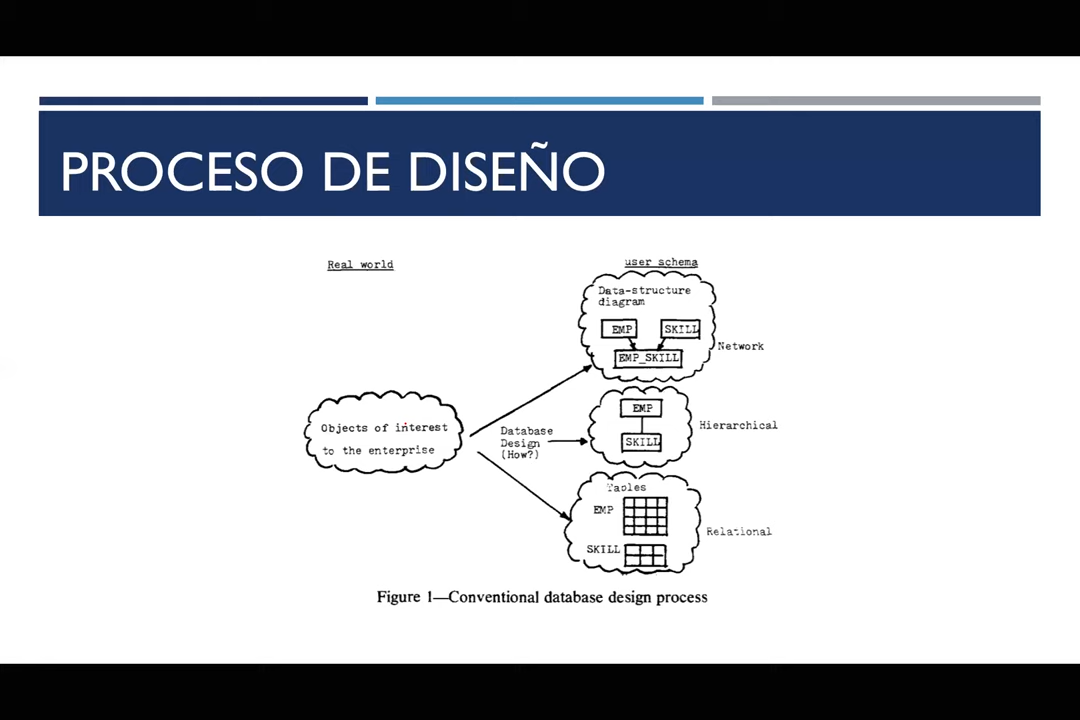 PROCESO DE DISEÑO
Real world
user schema
Data-structure
diagram
EMP
SKILL
EMP_SKILL
Network
Objects of interest
to the enterprise
Database
Design
(How?)
EMP
SKILL
Hierarchical
Tables
EMP
SKILL
Relational
Figure 1—Conventional database design process